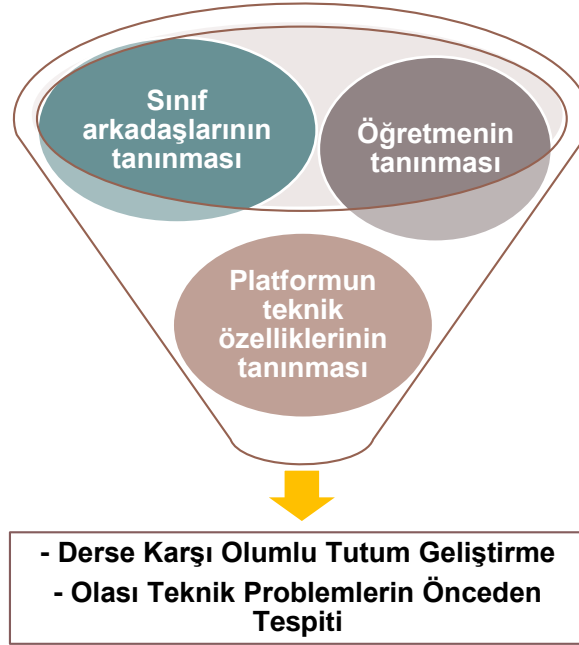 Sınıf
arkadaşlarının
tanınması
Öğretmenin
tanınması
Platformun
teknik
özelliklerinin
tanınması
- Derse Karşı Olumlu Tutum Geliştirme
- Olası Teknik Problemlerin Önceden
Tespiti